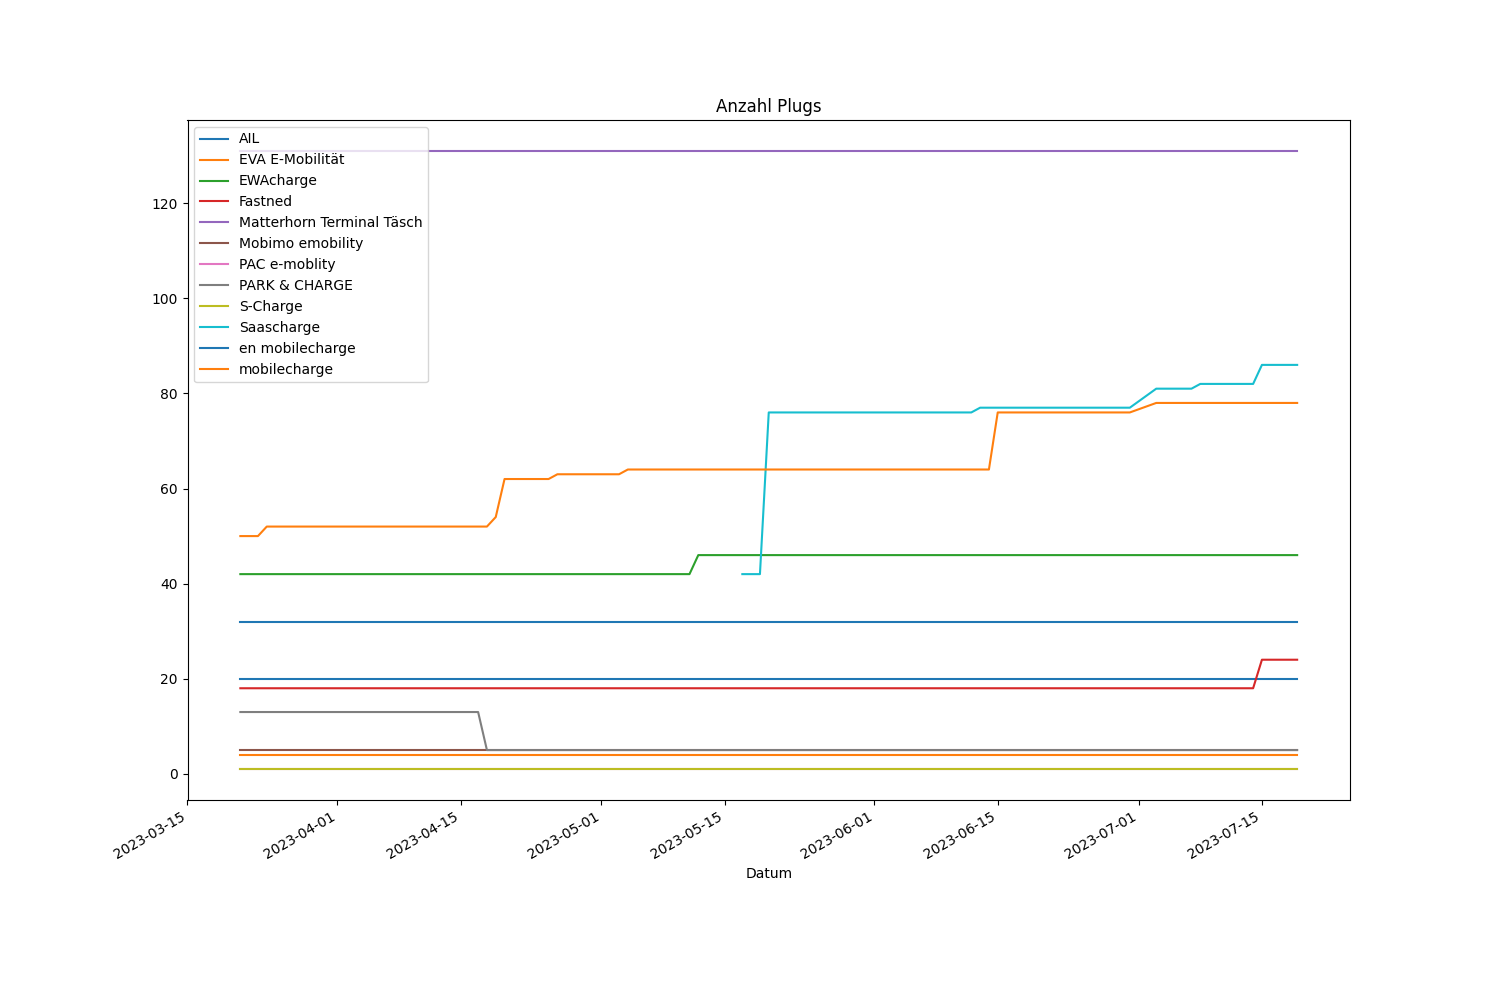 Anzahl Plugs
AIL
EVA E-Mobilität
EWAcharge
Fastned
Matterhorn Terminal Täsch
Mobimo emobility
PAC e-moblity
PARK & CHARGE
S-Charge
Saascharge
en mobilecharge
mobilecharge
120
100
80
60
40
20
0
2023-03-15
2023-04-01
2023-04-15
2023-05-01
2023-05-15
2023-06-01
2023-06-15
2023-07-01
2023-07-15
Datum